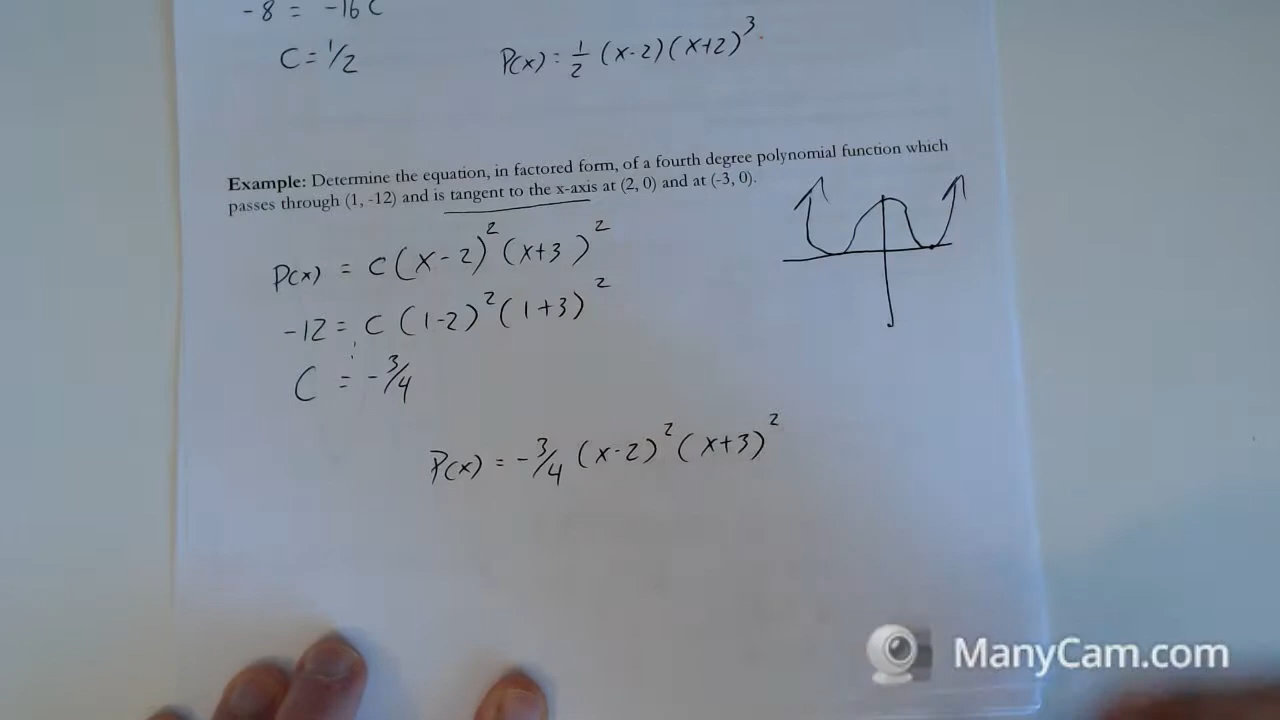 -8 = -16C
C = 1/2
P(x) = 1/2 (x-2)(x+2)³
Example: Determine the equation, in factored form, of a fourth degree polynomial function which
passes through (1, -12) and is tangent to the x-axis at (2, 0) and at (-3, 0).
P(x) = C(x-2)²(x+3)²
-12 = C(1-2)²(1+3)²
C = -3/4
P(x) = -3/4 (x-2)²(x+3)²
ManyCam.com